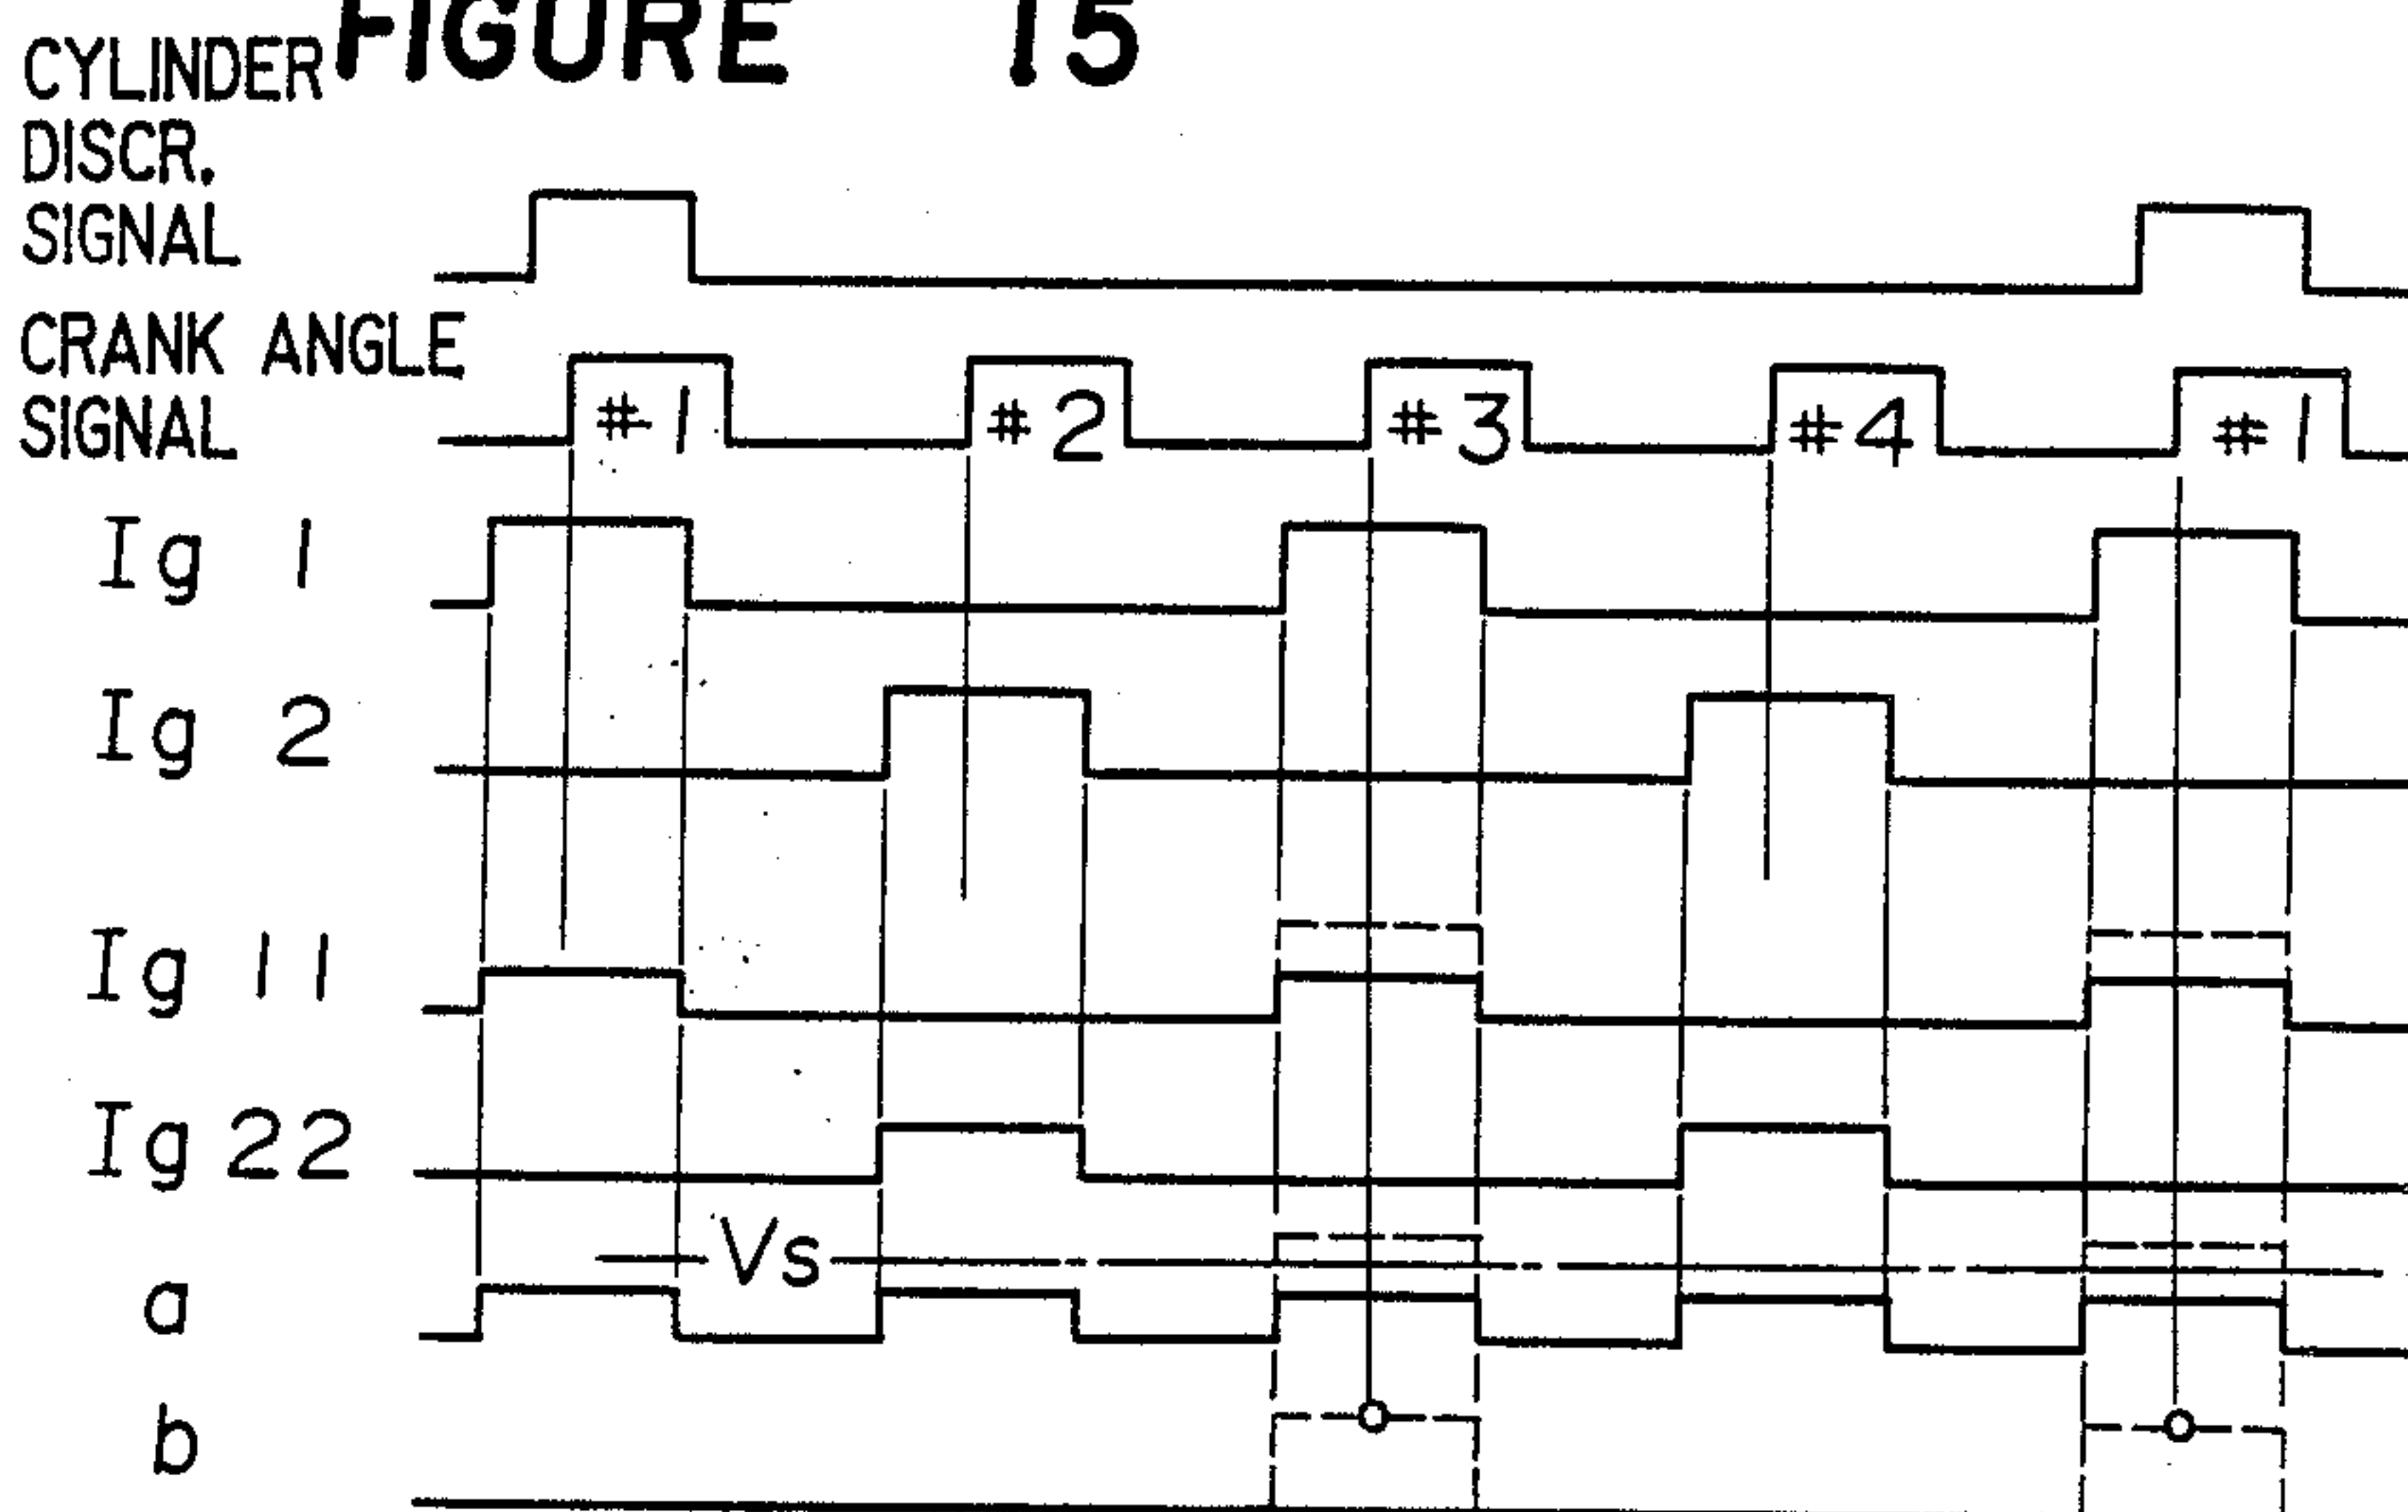 FIGURE 15
CYLINDER
DISCR.
SIGNAL
CRANK ANGLE
SIGNAL
#1 #2 #3 #4 #1
Ig 1
Ig 2
Ig 11
Ig 22
Vs
a
b